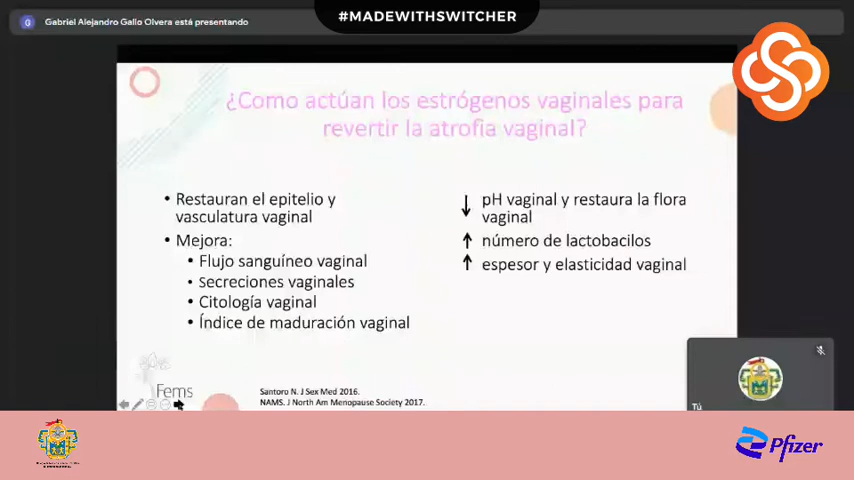 #MADEWITHSWITCHER
G
Gabriel Alejandro Gallo Olvera está presentando
¿Como actúan los estrógenos vaginales para
revertir la atrofia vaginal?
• Restauran el epitelio y
vasculatura vaginal
• Mejora:
• Flujo sanguíneo vaginal
• Secreciones vaginales
• Citología vaginal
• Índice de maduración vaginal
↓ pH vaginal y restaura la flora
vaginal
↑ número de lactobacilos
↑ espesor y elasticidad vaginal
Fems
Santoro N. J Sex Med 2016.
NAMS. J North Am Menopause Society 2017.
Tú
Pfizer